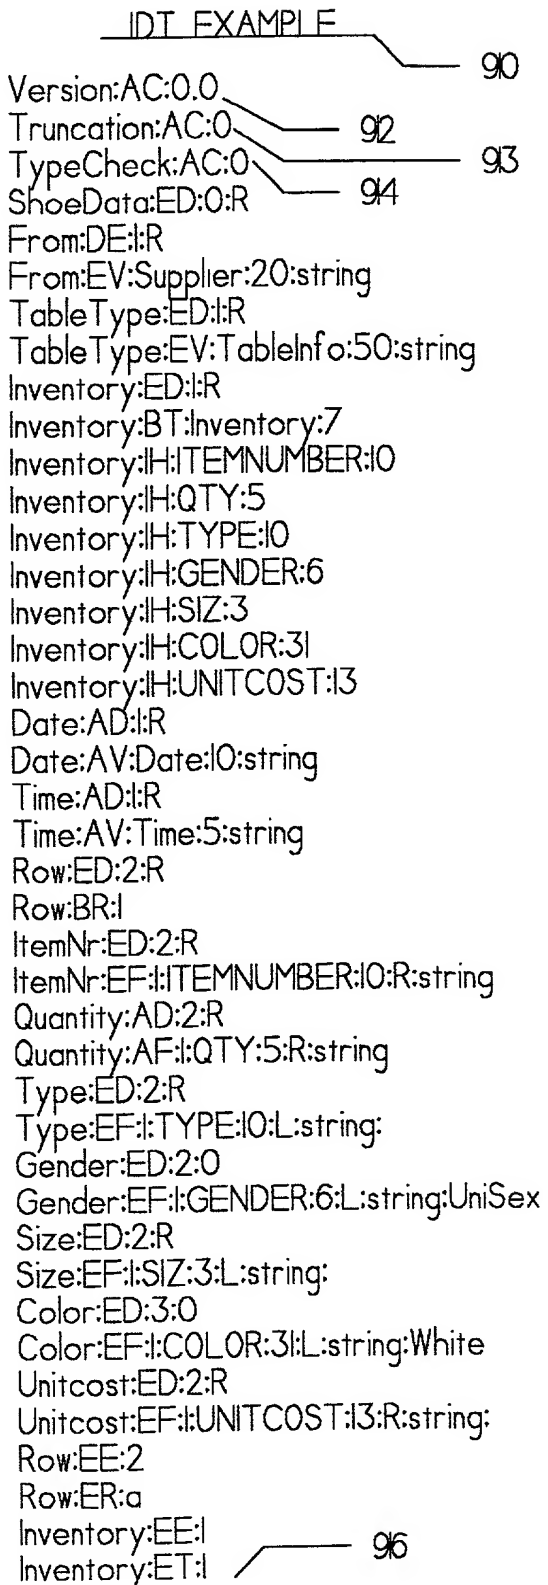 IDT EXAMPLE
90
Version:AC:0.0
92
Truncation:AC:0
93
TypeCheck:AC:0
94
ShoeData:ED:0:R
From:DE:1:R
From:EV:Supplier:20:string
TableType:ED:1:R
TableType:EV:TableInfo:50:string
Inventory:ED:1:R
Inventory:BT:Inventory:7
Inventory:IH:ITEMNUMBER:10
Inventory:IH:QTY:5
Inventory:IH:TYPE:10
Inventory:IH:GENDER:6
Inventory:IH:SIZ:3
Inventory:IH:COLOR:31
Inventory:IH:UNITCOST:13
Date:AD:1:R
Date:AV:Date:10:string
Time:AD:1:R
Time:AV:Time:5:string
Row:ED:2:R
Row:BR:1
ItemNr:ED:2:R
ItemNr:EF:1:ITEMNUMBER:10:R:string
Quantity:AD:2:R
Quantity:AF:1:QTY:5:R:string
Type:ED:2:R
Type:EF:1:TYPE:10:L:string:
Gender:ED:2:O
Gender:EF:1:GENDER:6:L:string:UniSex
Size:ED:2:R
Size:EF:1:SIZ:3:L:string:
Color:ED:3:O
Color:EF:1:COLOR:31:L:string:White
Unitcost:ED:2:R
Unitcost:EF:1:UNITCOST:13:R:string:
Row:EE:2
Row:ER:a
Inventory:EE:1
Inventory:ET:1
96